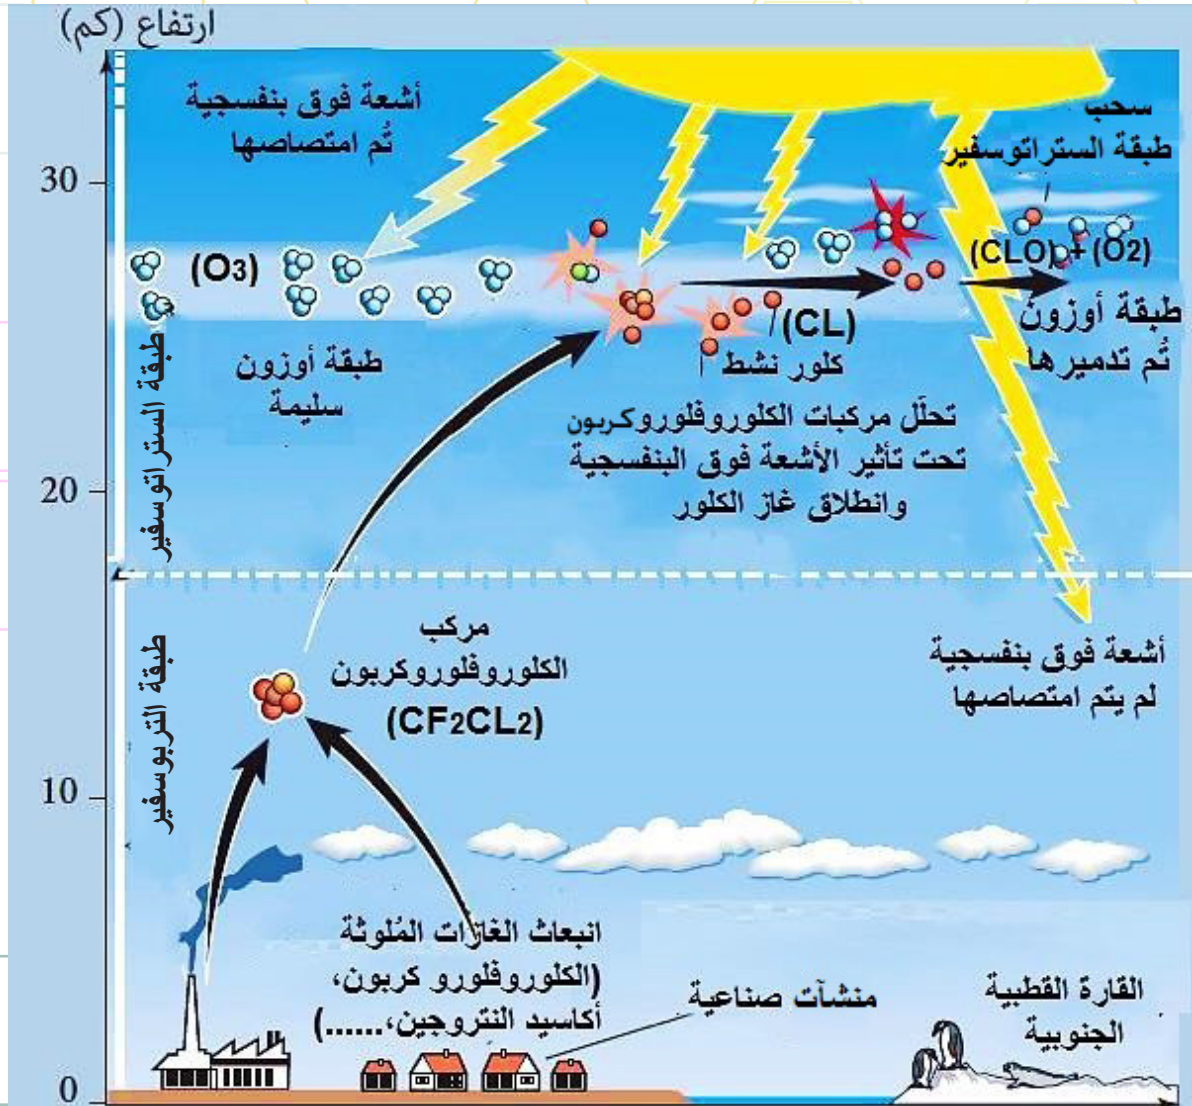 ارتفاع (كم)
أشعة فوق بنفسجية
تُم امتصاصها
سحب
طبقة الستراتوسفير
30
(O3)
(CLO) + (O2)
(CL)
كلور نشط
طبقة أوزون
تُم تدميرها
طبقة أوزون
سليمة
طبقة الستراتوسفير
تحلّل مركبات الكلوروفلوروكربون
تحت تأثير الأشعة فوق البنفسجية
وانطلاق غاز الكلور
20
مركب
الكلوروفلوروكربون
(CF2CL2)
أشعة فوق بنفسجية
لم يتم امتصاصها
طبقة التربوسفير
10
انبعاث الغازات المُلوثة
(الكلوروفلورو كربون،
أكاسيد النتروجين،......)
منشآت صناعية
القارة القطبية
الجنوبية
0